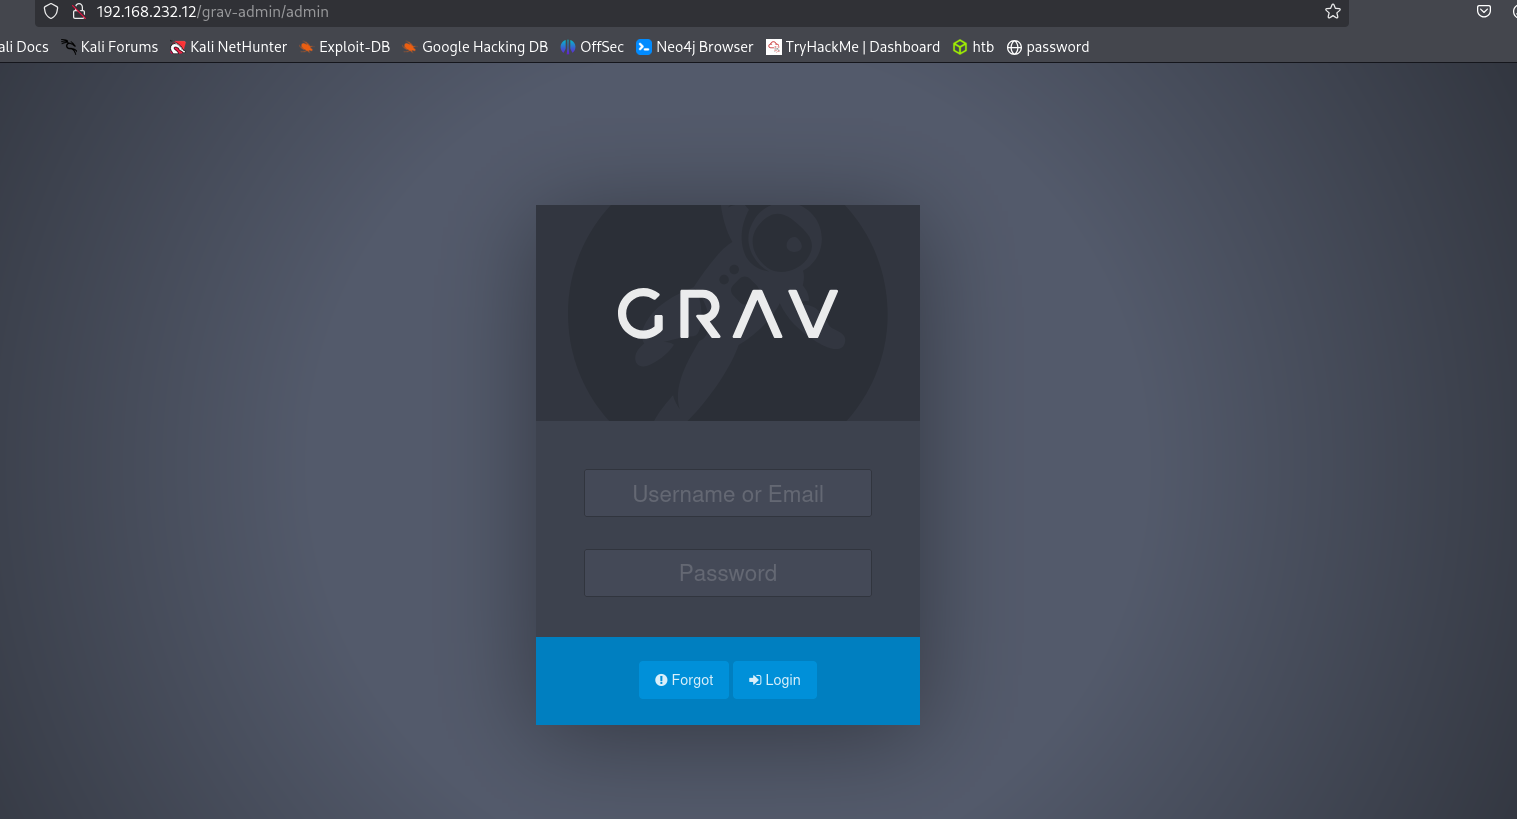 192.168.232.12/grav-admin/admin
ali Docs Kali Forums Kali NetHunter Exploit-DB Google Hacking DB OffSec Neo4j Browser TryHackMe | Dashboard htb password
GRAV
Username or Email
Password
Forgot Login